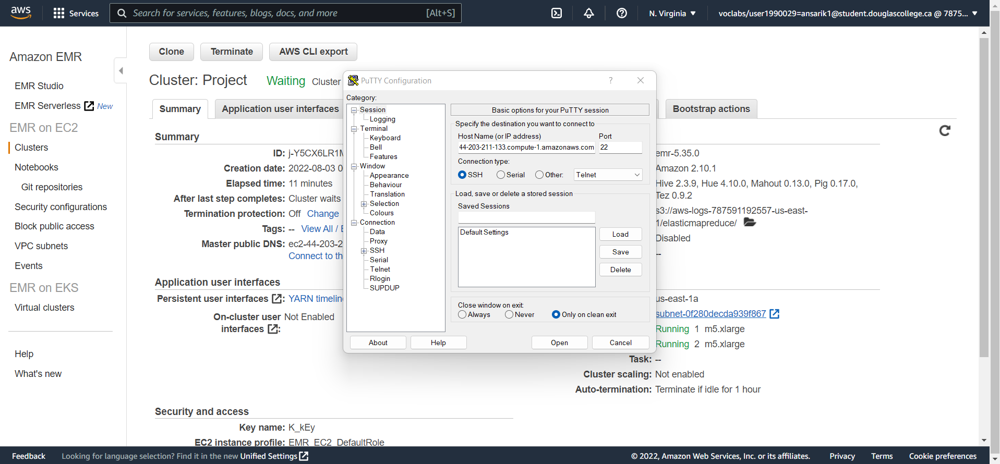 aws
Services
Search for services, features, blogs, docs, and more
[Alt+S]
N. Virginia
voclabs/user1990029=ansarik1@student.douglascollege.ca @ 7875...
Amazon EMR
EMR Studio
EMR Serverless New
EMR on EC2
Clusters
Notebooks
Git repositories
Security configurations
Block public access
VPC subnets
Events
EMR on EKS
Virtual clusters
Help
What's new
Clone
Terminate
AWS CLI export
Cluster: Project
Waiting
Cluster
Summary
Application user interfaces
Bootstrap actions
Summary
ID: j-Y5CX6LR1
Creation date: 2022-08-03 0
Elapsed time: 11 minutes
After last step completes: Cluster waits
Termination protection: Off Change
Tags: -- View All /
Master public DNS: ec2-44-203-2
Connect to th
Application user interfaces
Persistent user interfaces : YARN timelin
On-cluster user Not Enabled
interfaces :
Security and access
Key name: K_kEy
EC2 instance profile: EMR_EC2_DefaultRole
PuTTY Configuration
?
Category:
Session
Logging
Terminal
Keyboard
Bell
Features
Window
Appearance
Behaviour
Translation
Selection
Colours
Connection
Data
Proxy
SSH
Serial
Telnet
Rlogin
SUPDUP
Basic options for your PuTTY session
Specify the destination you want to connect to
Host Name (or IP address)
Port
44-203-211-133.compute-1.amazonaws.com
22
Connection type:
SSH
Serial
Other:
Telnet
Load, save or delete a stored session
Saved Sessions
Default Settings
Load
Save
Delete
Close window on exit:
Always
Never
Only on clean exit
About
Help
Open
Cancel
emr-5.35.0
Amazon 2.10.1
Hive 2.3.9, Hue 4.10.0, Mahout 0.13.0, Pig 0.17.0,
Tez 0.9.2
s3://aws-logs-787591192557-us-east-
1/elasticmapreduce/
Disabled
--
us-east-1a
subnet-0f280decda939f867
Running 1 m5.xlarge
Running 2 m5.xlarge
Task: --
Cluster scaling: Not enabled
Auto-termination: Terminate if idle for 1 hour
Feedback
Looking for language selection? Find it in the new Unified Settings
© 2022, Amazon Web Services, Inc. or its affiliates.
Privacy
Terms
Cookie preferences